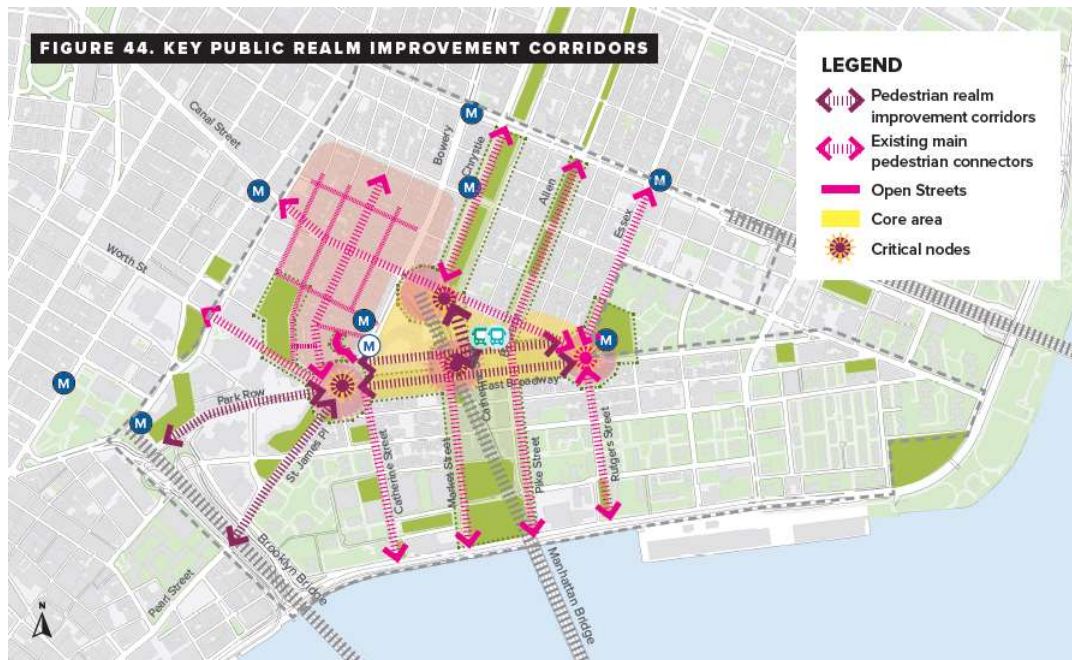 FIGURE 44. KEY PUBLIC REALM IMPROVEMENT CORRIDORS
LEGEND
Pedestrian realm
improvement corridors
Existing main
pedestrian connectors
Open Streets
Core area
Critical nodes
Canal Street
Bowery
Chrystie
Allen
Essex
Worth St
M
M
M
M
M
M
M
M
M
Park Row
St James Pl
East Broadway
Catherine
Catherine Street
Market Street
Pike Street
Rutgers Street
Pearl Street
Brooklyn Bridge
Manhattan Bridge
N